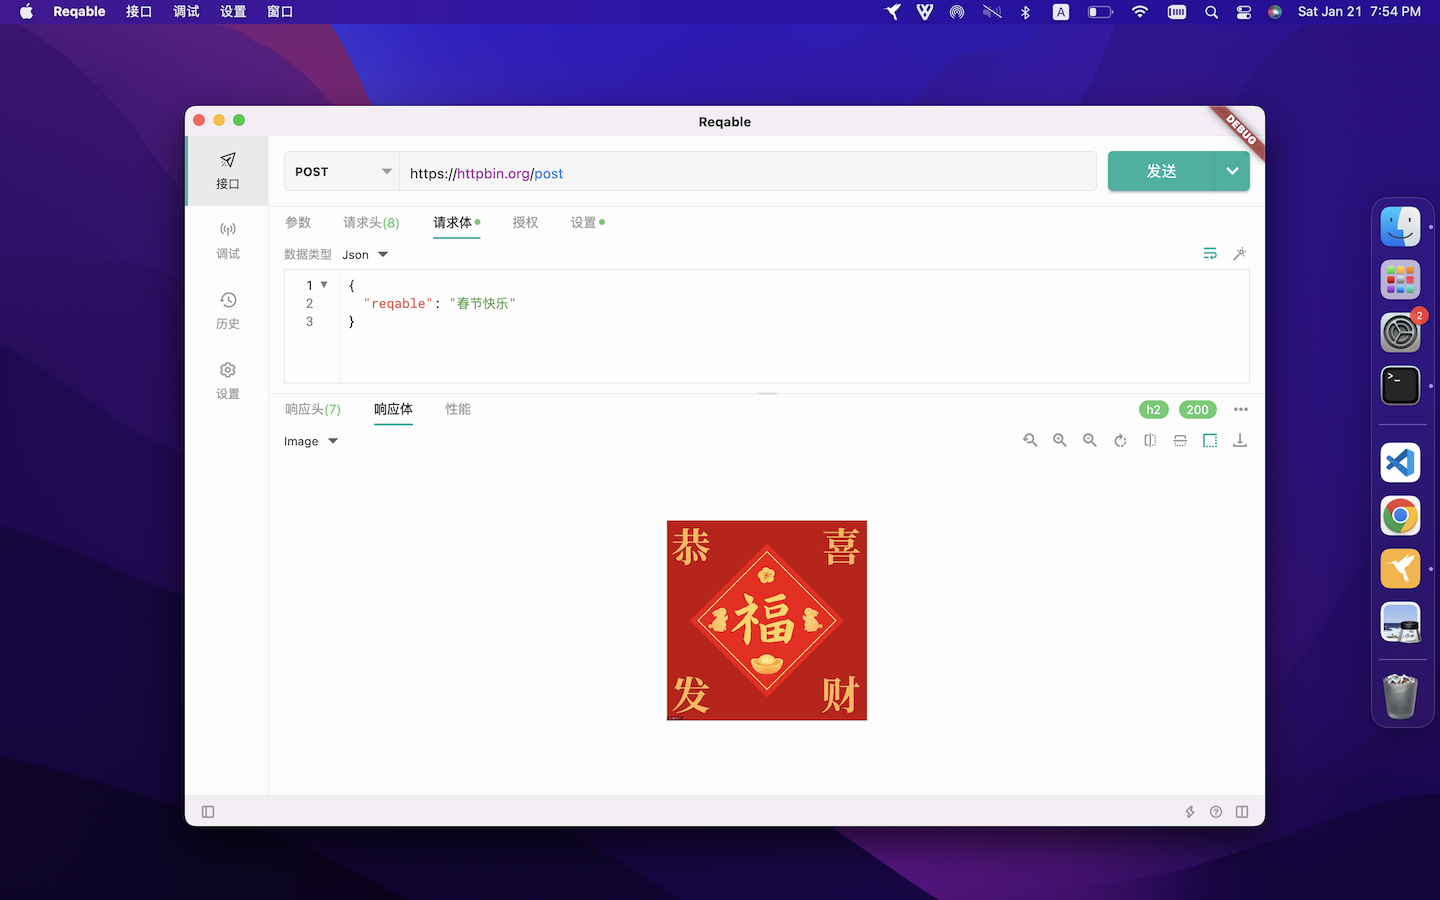 Reqable 接口 调试 设置 窗口
A
Sat Jan 21 7:54 PM
Reqable
DEBUG
接口
调试
历史
设置
POST
https://httpbin.org/post
发送
参数 请求头(8) 请求体 授权 设置
数据类型 Json
1 {
2 "reqable": "春节快乐"
3 }
响应头(7) 响应体 性能
h2 200
Image
恭 喜
福
发 财
2
>_